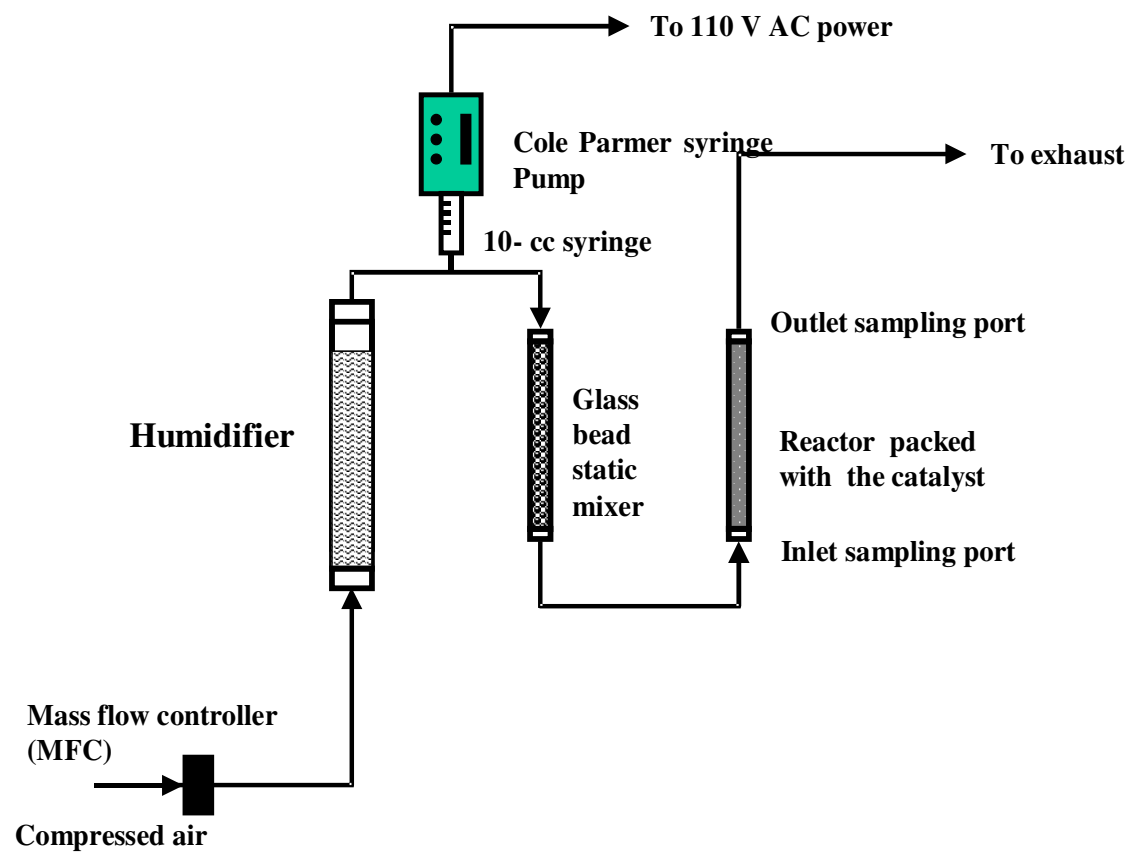 To 110 V AC power
Cole Parmer syringe
Pump
To exhaust
10- cc syringe
Outlet sampling port
Glass
bead
static
mixer
Humidifier
Reactor packed
with the catalyst
Inlet sampling port
Mass flow controller
(MFC)
Compressed air